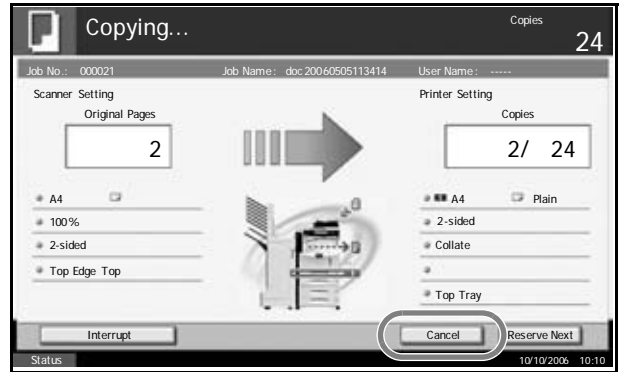 Copying...
Copies
24
Job No.: 000021 Job Name: doc20060505113414 User Name: -----
Scanner Setting
Printer Setting
Original Pages
Copies
2
2/ 24
A4
A4 Plain
100%
2-sided
2-sided
Collate
Top Edge Top
Top Tray
Interrupt
Cancel
Reserve Next
Status
10/10/2006 10:10